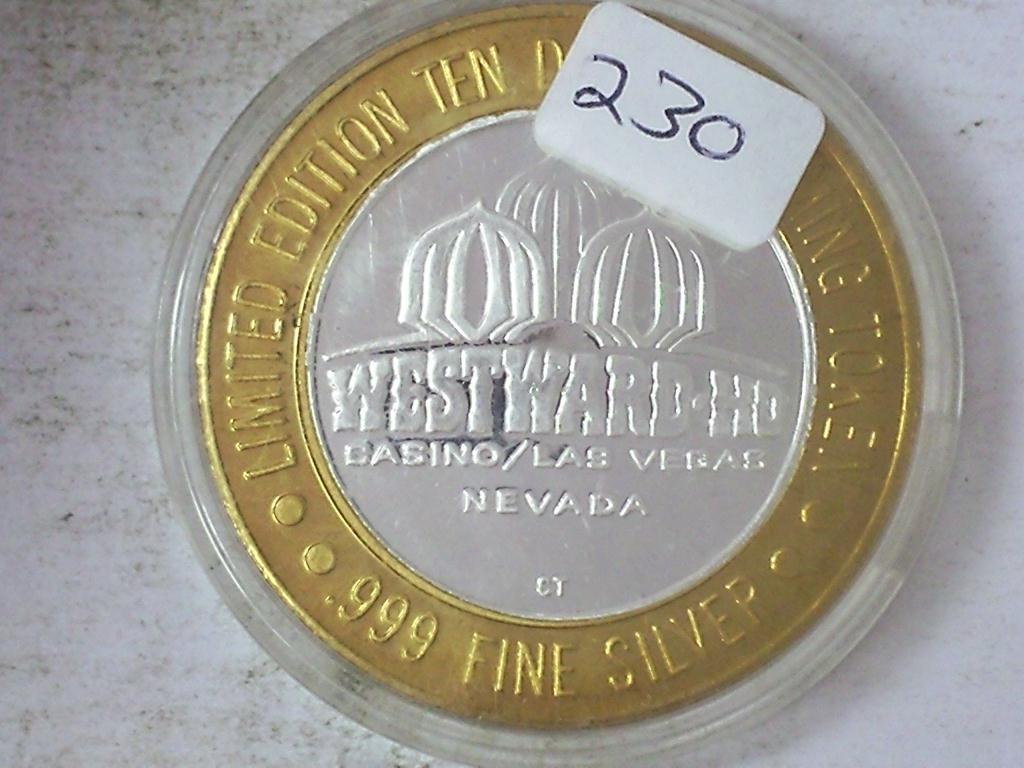 230
LIMITED EDITION TEN D
ING TOKEN
WESTWARD-HO
CASINO/LAS VEGAS
NEVADA
CT
.999 FINE SILVER